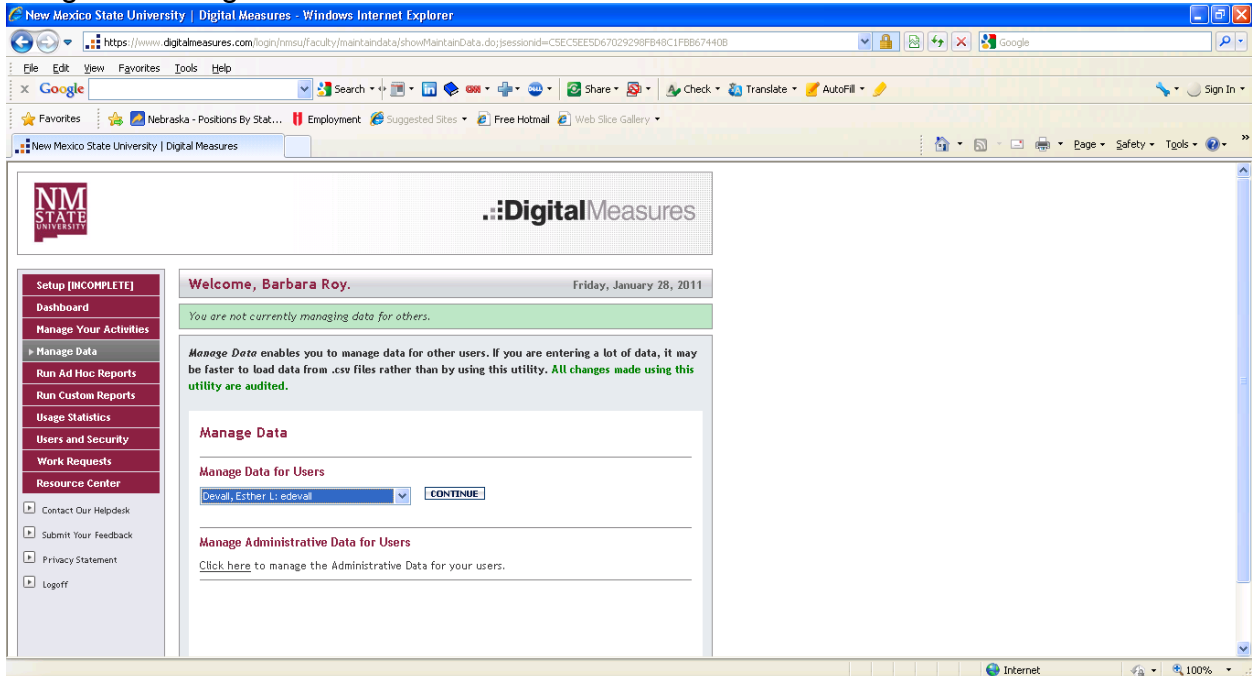 New Mexico State University | Digital Measures - Windows Internet Explorer
https://www.digitalmeasures.com/login/nmsu/faculty/maintaindata/showMaintainData.do;jsessionid=C5EC5EE5D67029298FB48C1FBB67440B
Google
File Edit View Favorites Tools Help
x Google Search Share Check Translate AutoFill Sign In
Favorites Nebraska - Positions By Stat... Employment Suggested Sites Free Hotmail Web Slice Gallery
New Mexico State University | Digital Measures Page Safety Tools »
NM
STATE
UNIVERSITY
.:: DigitalMeasures
Setup [INCOMPLETE]
Dashboard
Manage Your Activities
Manage Data
Run Ad Hoc Reports
Run Custom Reports
Usage Statistics
Users and Security
Work Requests
Resource Center
Contact Our Helpdesk
Submit Your Feedback
Privacy Statement
Logoff
Welcome, Barbara Roy. Friday, January 28, 2011
You are not currently managing data for others.
Manage Data enables you to manage data for other users. If you are entering a lot of data, it may
be faster to load data from .csv files rather than by using this utility. All changes made using this
utility are audited.
Manage Data
Manage Data for Users
Devall, Esther L: edevall CONTINUE
Manage Administrative Data for Users
Click here to manage the Administrative Data for your users.
Internet 100%